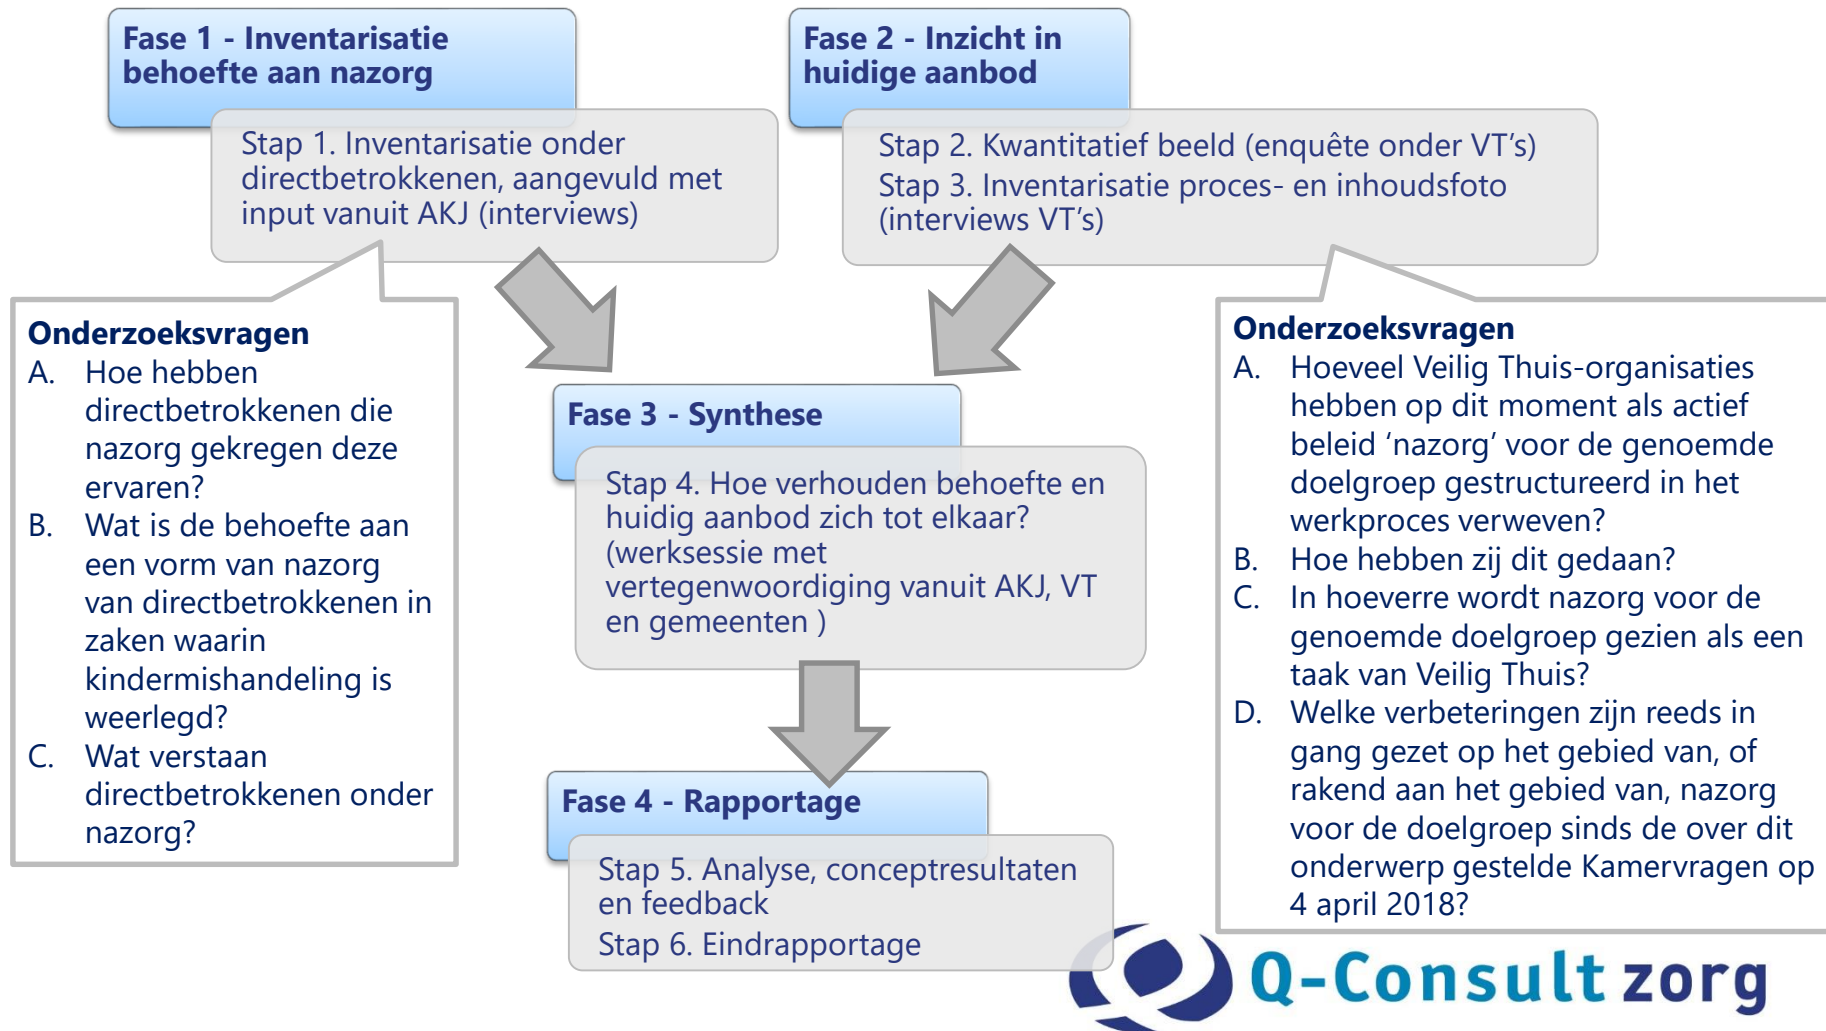 Fase 1 - Inventarisatie
behoefte aan nazorg
Stap 1. Inventarisatie onder
directbetrokkenen, aangevuld met
input vanuit AKJ (interviews)
Fase 2 - Inzicht in
huidige aanbod
Stap 2. Kwantitatief beeld (enquête onder VT's)
Stap 3. Inventarisatie proces- en inhoudsfoto
(interviews VT's)
Onderzoeksvragen
A. Hoe hebben
directbetrokkenen die
nazorg gekregen deze
ervaren?
B. Wat is de behoefte aan
een vorm van nazorg
van directbetrokkenen in
zaken waarin
kindermishandeling is
weerlegd?
C. Wat verstaan
directbetrokkenen onder
nazorg?
Onderzoeksvragen
A. Hoeveel Veilig Thuis-organisaties
hebben op dit moment als actief
beleid 'nazorg' voor de genoemde
doelgroep gestructureerd in het
werkproces verweven?
B. Hoe hebben zij dit gedaan?
C. In hoeverre wordt nazorg voor de
genoemde doelgroep gezien als een
taak van Veilig Thuis?
D. Welke verbeteringen zijn reeds in
gang gezet op het gebied van, of
rakend aan het gebied van, nazorg
voor de doelgroep sinds de over dit
onderwerp gestelde Kamervragen op
4 april 2018?
Fase 3 - Synthese
Stap 4. Hoe verhouden behoefte en
huidig aanbod zich tot elkaar?
(werksessie met
vertegenwoordiging vanuit AKJ, VT
en gemeenten )
Fase 4 - Rapportage
Stap 5. Analyse, conceptresultaten
en feedback
Stap 6. Eindrapportage
Q-Consult zorg